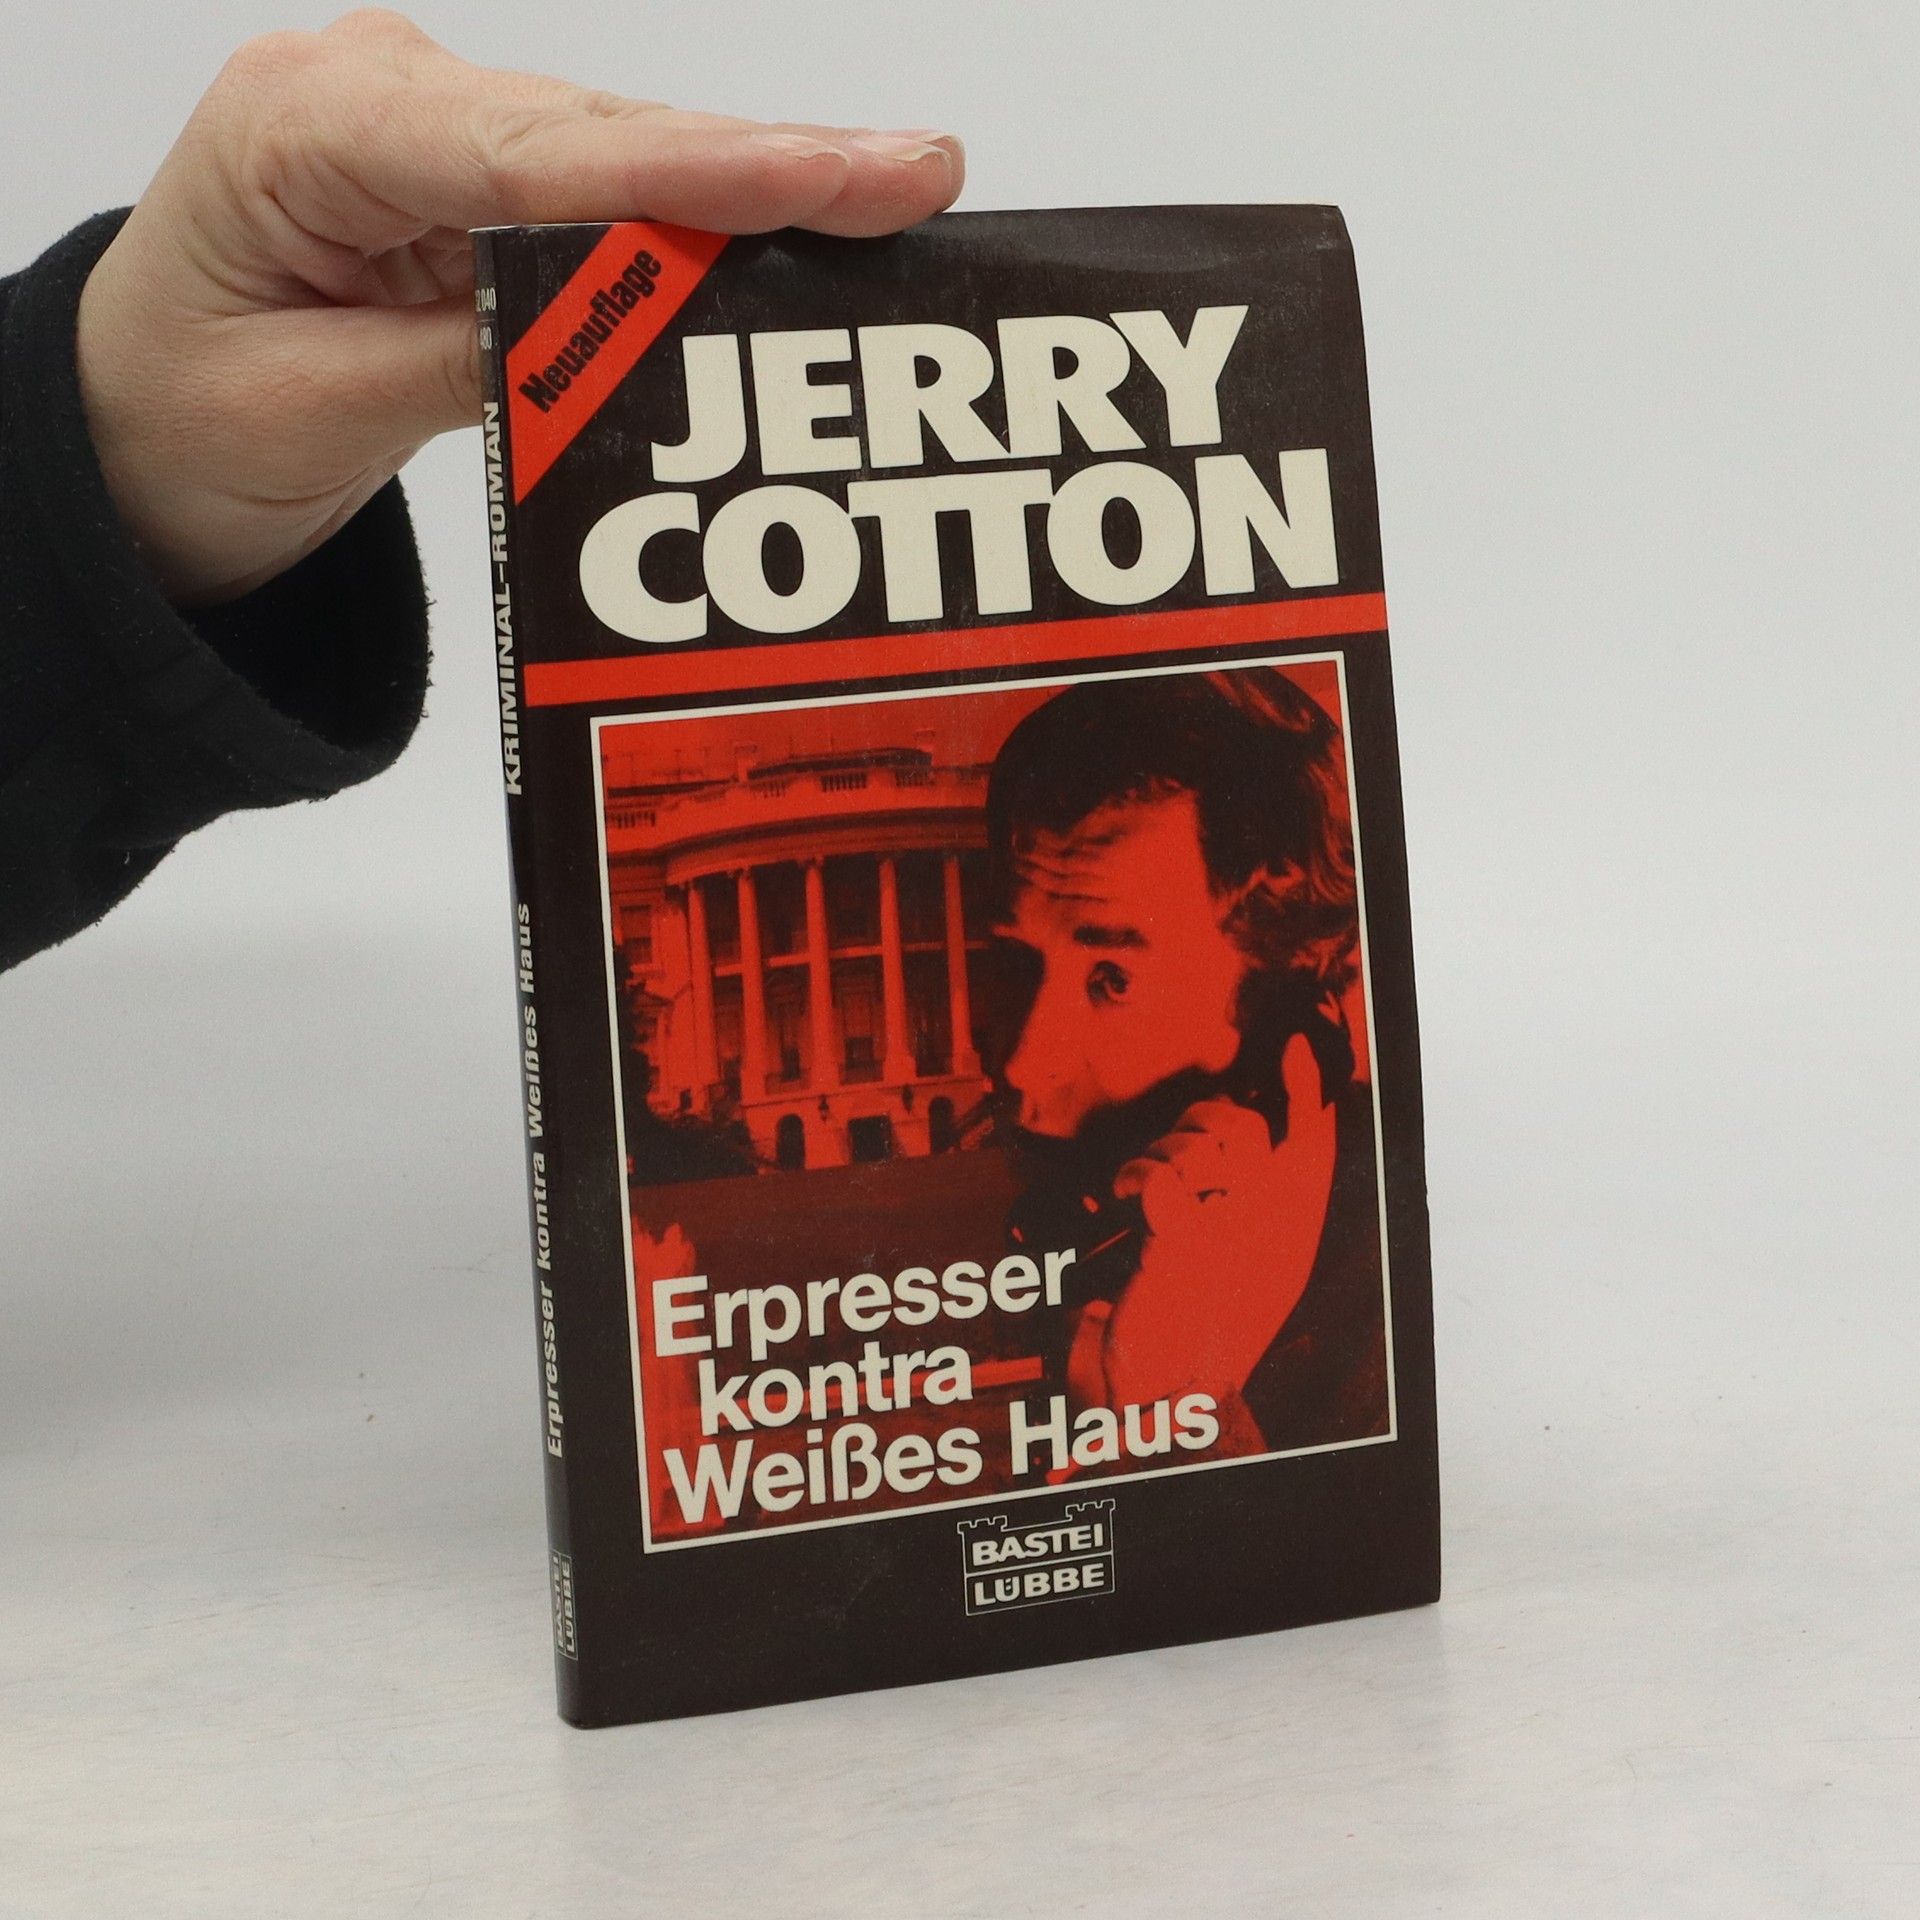 Neuauflage
JERRY
COTTON
Erpresser
kontra
Weißes Haus
BASTEI
LÜBBE
KRIMINAL-ROMAN
Erpresser kontra Weißes Haus
BASTEI
LÜBBE